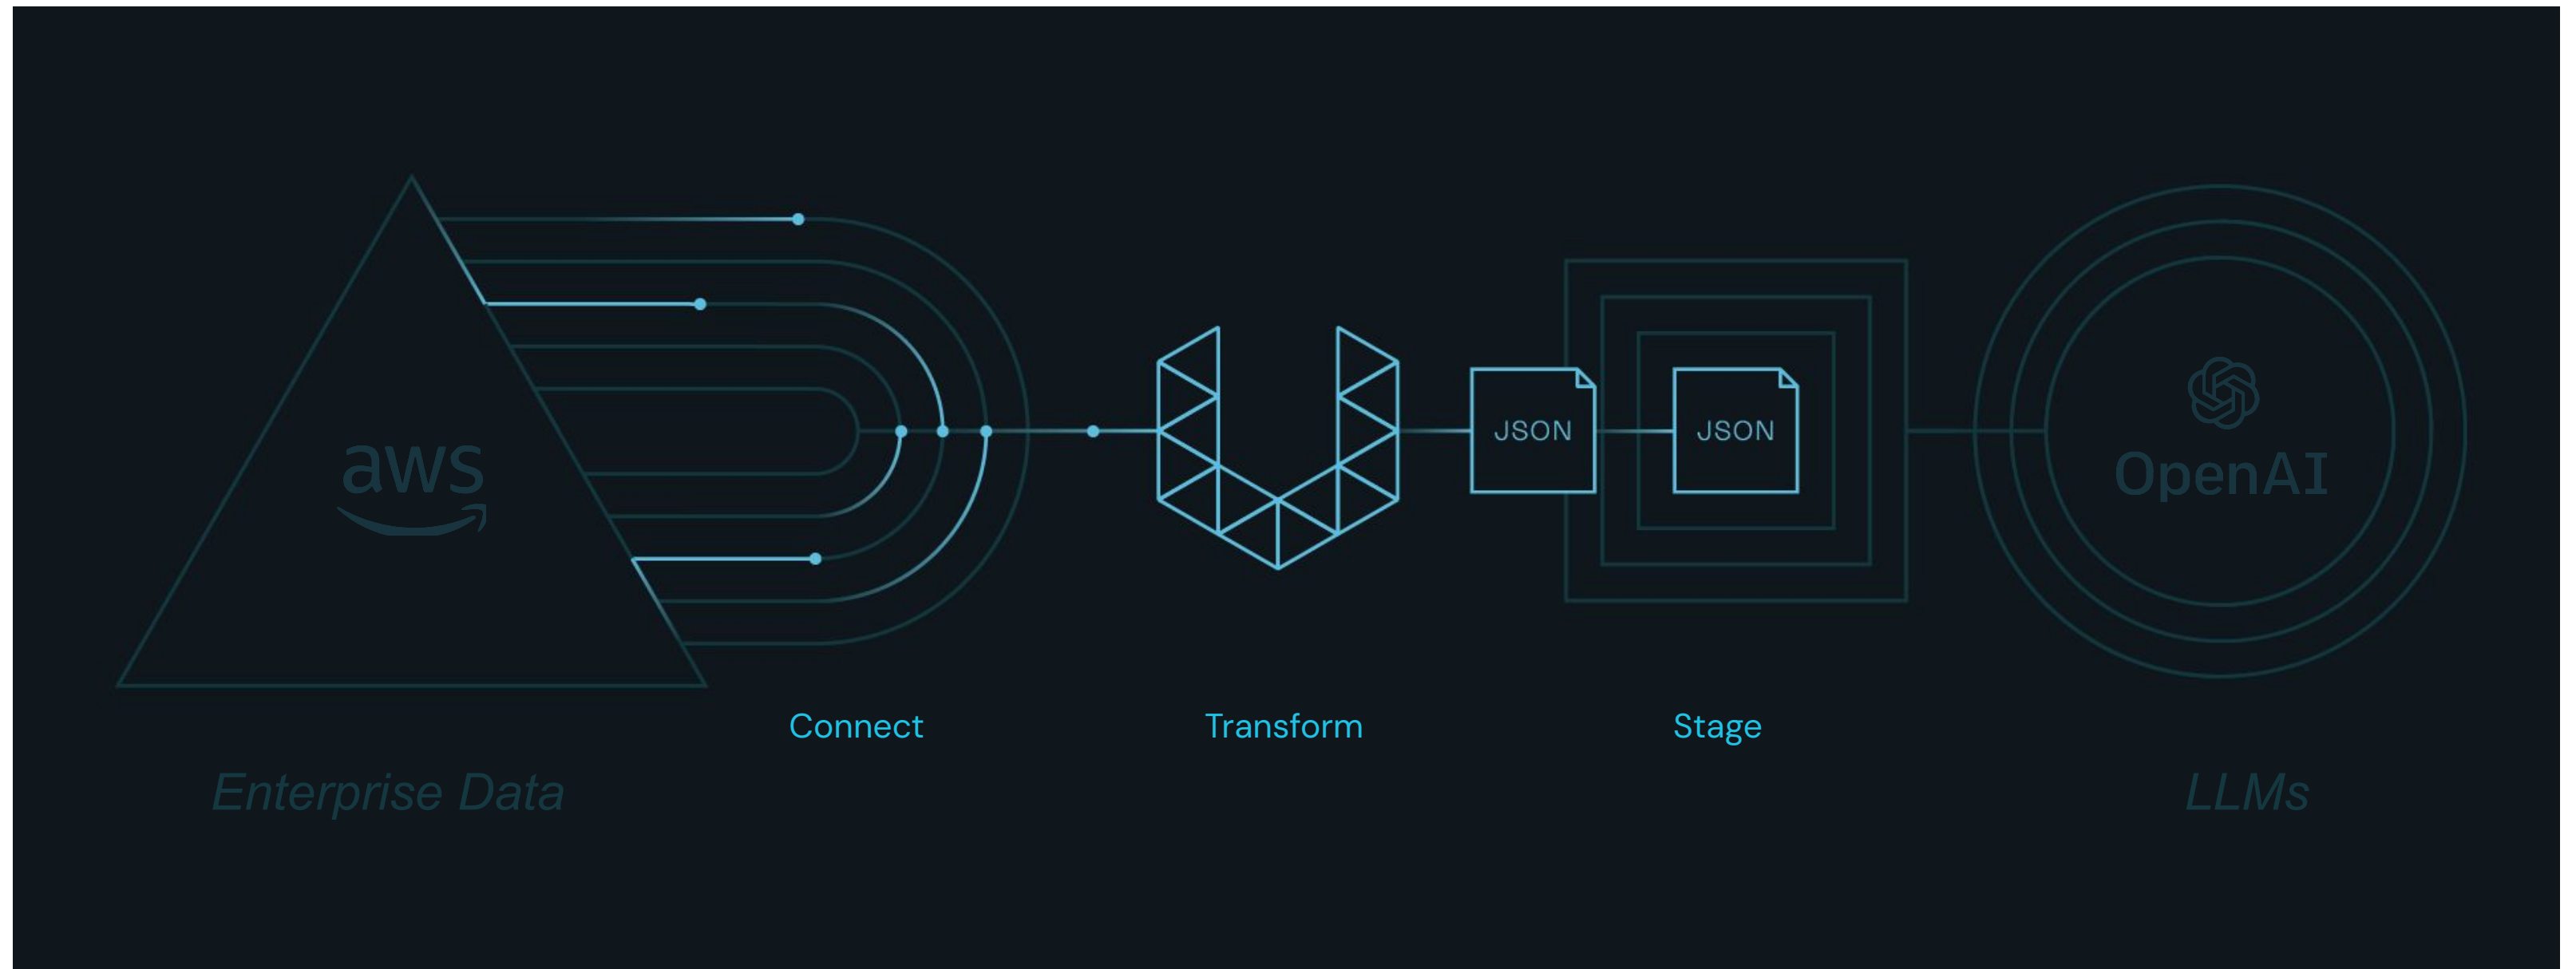 aws
OpenAI
JSON
JSON
Connect
Transform
Stage
Enterprise Data
LLMs